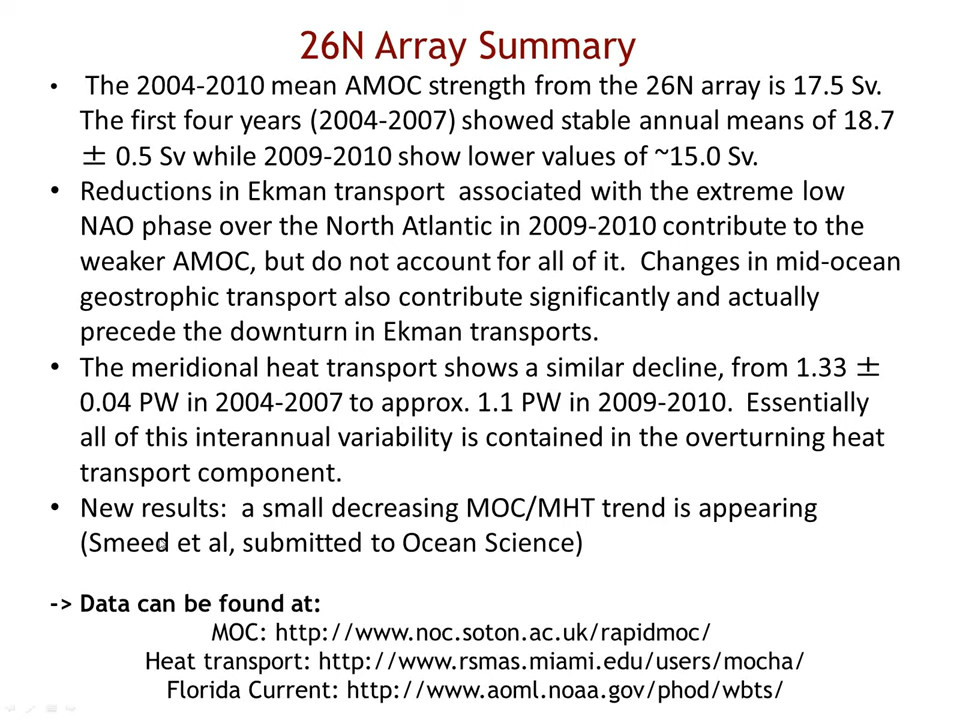 26N Array Summary
• The 2004-2010 mean AMOC strength from the 26N array is 17.5 Sv.
The first four years (2004-2007) showed stable annual means of 18.7
± 0.5 Sv while 2009-2010 show lower values of ~15.0 Sv.
• Reductions in Ekman transport associated with the extreme low
NAO phase over the North Atlantic in 2009-2010 contribute to the
weaker AMOC, but do not account for all of it. Changes in mid-ocean
geostrophic transport also contribute significantly and actually
precede the downturn in Ekman transports.
• The meridional heat transport shows a similar decline, from 1.33 ±
0.04 PW in 2004-2007 to approx. 1.1 PW in 2009-2010. Essentially
all of this interannual variability is contained in the overturning heat
transport component.
• New results: a small decreasing MOC/MHT trend is appearing
(Smeed et al, submitted to Ocean Science)
-> Data can be found at:
MOC: http://www.noc.soton.ac.uk/rapidmoc/
Heat transport: http://www.rsmas.miami.edu/users/mocha/
Florida Current: http://www.aoml.noaa.gov/phod/wbts/